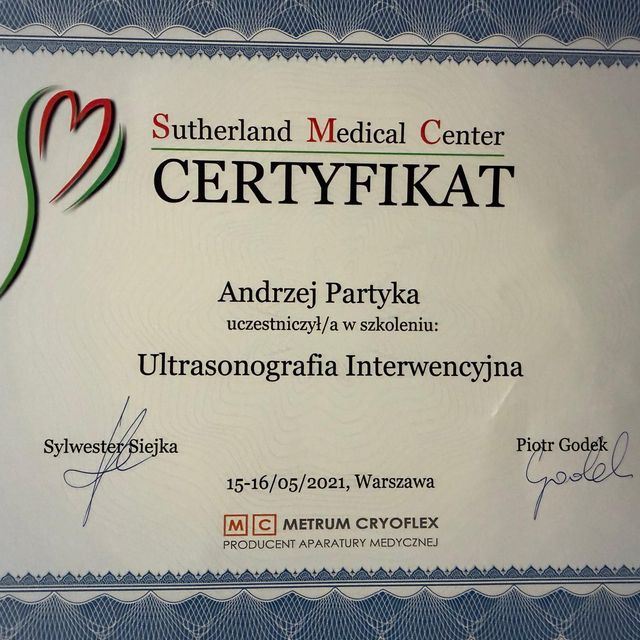 Sutherland Medical Center
CERTYFIKAT
Andrzej Partyka
uczestniczył/a w szkoleniu:
Ultrasonografia Interwencyjna
Sylwester Siejka
Piotr Godek
Godek
15-16/05/2021, Warszawa
MC METRUM CRYOFLEX
PRODUCENT APARATURY MEDYCZNEJ